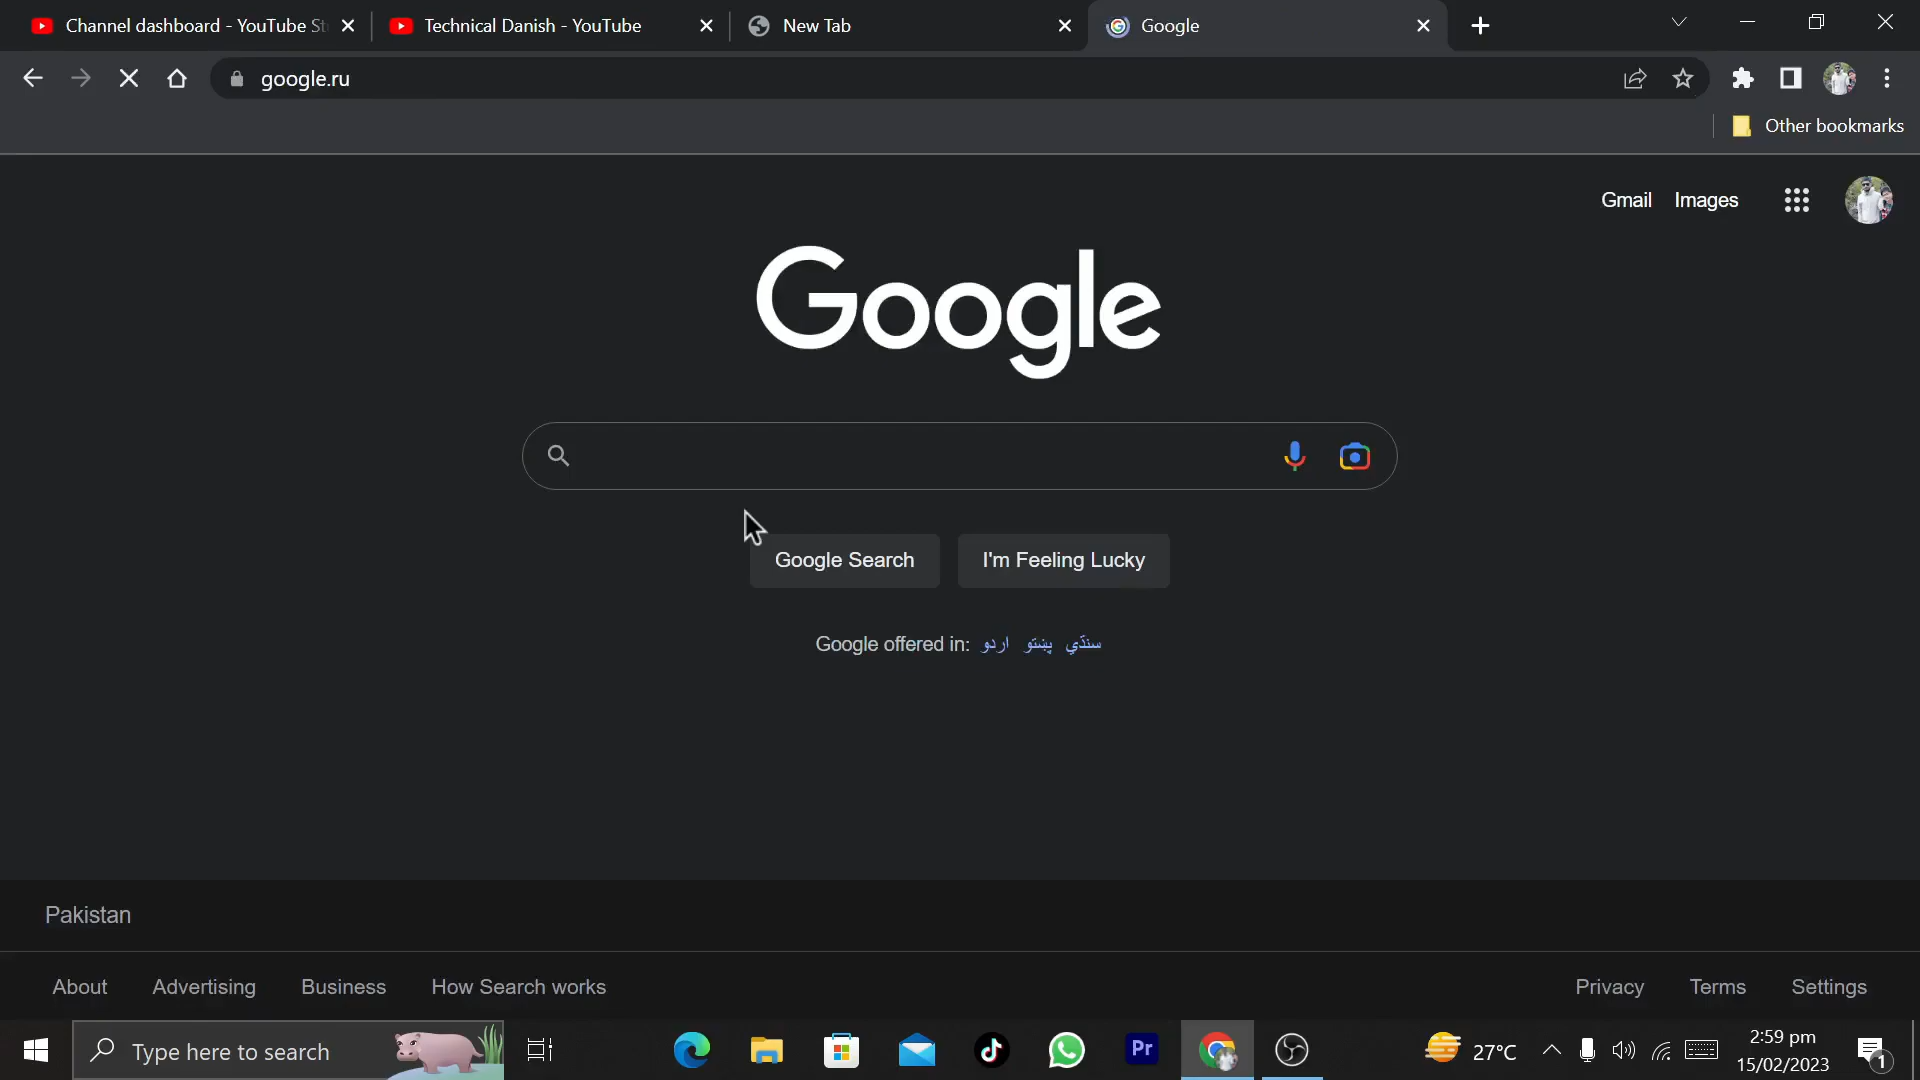 Channel dashboard - YouTube St
Technical Danish - YouTube
New Tab
Google
google.ru
Other bookmarks
Gmail Images
Google
Google Search
I'm Feeling Lucky
Google offered in: اردو پښتو سنڌي
Pakistan
About Advertising Business How Search works
Privacy Terms Settings
Type here to search
Pr
27°C
2:59 pm
15/02/2023
1